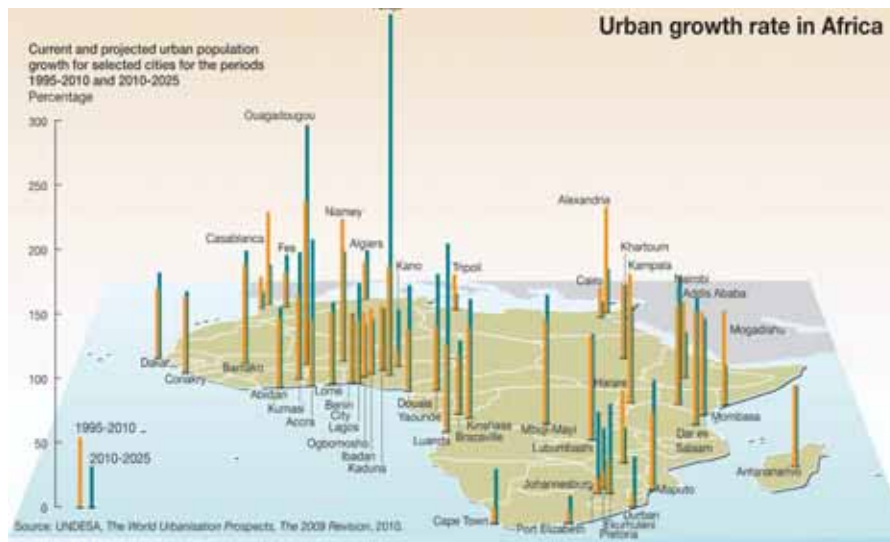 Urban growth rate in Africa
Current and projected urban population
growth for selected cities for the periods
1995-2010 and 2010-2025
Percentage
300
250
200
150
100
50
0
Ouagadougou
Niamey
Alexandria
Casablanca
Fes
Algiers
Khartoum
Kano
Tripoli
Cairo
Kampala
Nairobi
Addis Ababa
Mogadishu
Dakar
Conakry
Bamako
Abidjan
Lome
Kumasi
Accra
Benin
City
Lagos
Ogbomosho
Ibadan
Kaduna
Douala
Yaounde
Luanda
Kinshasa
Brazaville
Mbuji-Mayi
Harare
Lubumbashi
Mombasa
Dar es
Salaam
Antananarivo
Johannesburg
Maputo
Durban
Ekurhuleni
Pretoria
Port Elizabeth
Cape Town
1995-2010
2010-2025
Source: UNDESA, The World Urbanisation Prospects, The 2009 Revision, 2010.